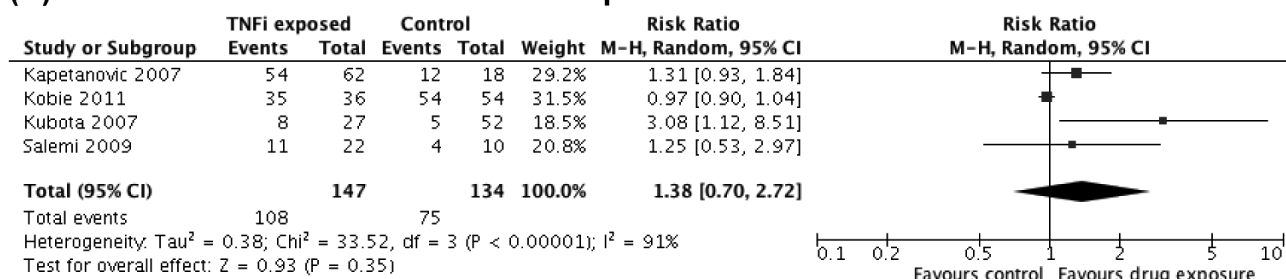 TNFi exposed Control Risk Ratio Risk Ratio
Study or Subgroup Events Total Events Total Weight M-H, Random, 95% CI M-H, Random, 95% CI
Kapetanovic 2007 54 62 12 18 29.2% 1.31 [0.93, 1.84]
Kobie 2011 35 36 54 54 31.5% 0.97 [0.90, 1.04]
Kubota 2007 8 27 5 52 18.5% 3.08 [1.12, 8.51]
Salemi 2009 11 22 4 10 20.8% 1.25 [0.53, 2.97]
Total (95% CI) 147 134 100.0% 1.38 [0.70, 2.72]
Total events 108 75
Heterogeneity: Tau² = 0.38; Chi² = 33.52, df = 3 (P < 0.00001); I² = 91%
Test for overall effect: Z = 0.93 (P = 0.35)
0.1 0.2 0.5 1 2 5 10
Favours control Favours drug exposure